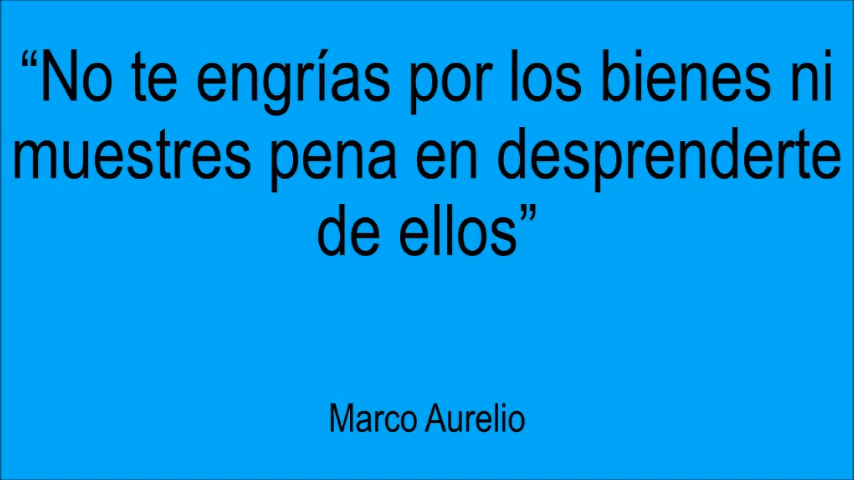 “No te engrías por los bienes ni
muestres pena en desprenderte
de ellos”
Marco Aurelio